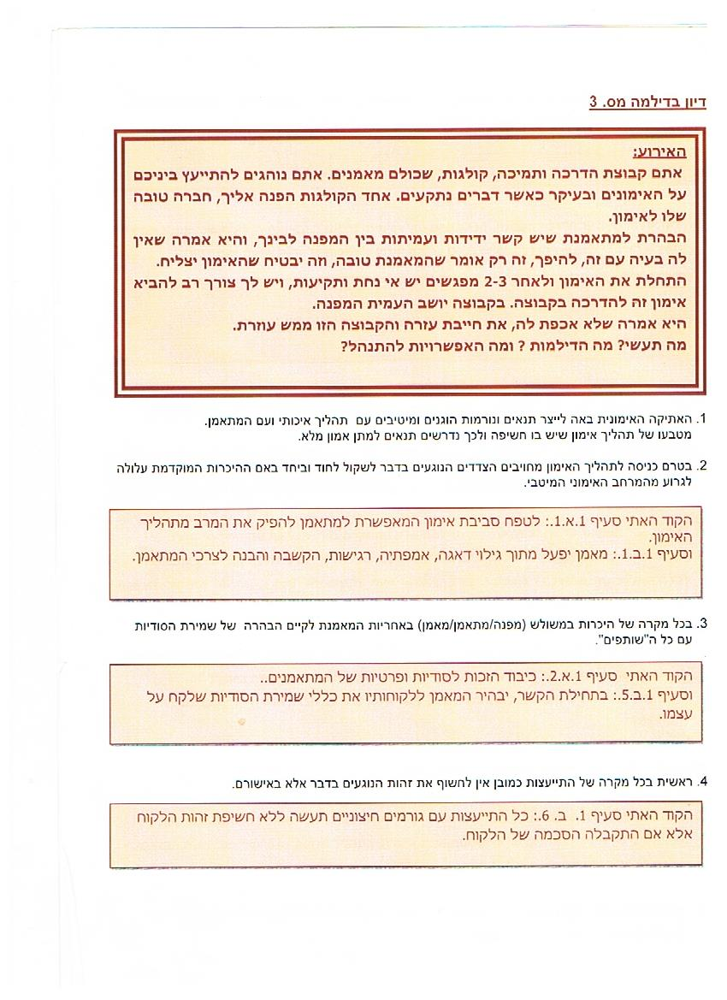 דיון בדילמה מס. 3
האירוע:
אתם קבוצת הדרכה ותמיכה, קולגות, שכולם מאמנים. אתם נוהגים להתייעץ ביניכם
על האימונים ובעיקר כאשר דברים נתקעים. אחד הקולגות הפנה אליך, חברה טובה
שלו לאימון.
הבהרת למתאמנת שיש קשר ידידות ועמיתות בין המפנה לבינך, והיא אמרה שאין
לה בעיה עם זה, להיפך, זה רק אומר שהמאמנת טובה, וזה יבטיח שהאימון יצליח.
התחלת את האימון ולאחר 2-3 מפגשים יש אי נחת ותקיעות, ויש לך צורך רב להביא
אימון זה להדרכה בקבוצה. בקבוצה יושב העמית המפנה.
היא אמרה שלא אכפת לה, את חייבת עזרה והקבוצה הזו ממש עוזרת.
מה תעשי? מה הדילמות ? ומה האפשרויות להתנהל?
1. האתיקה האימונית באה לייצר תנאים ונורמות הוגנים ומיטיבים עם תהליך איכותי ועם המתאמן.
מטבעו של תהליך אימון שיש בו חשיפה ולכך נדרשים תנאים למתן אמון מלא.
2. בטרם כניסה לתהליך האימון מחויבים הצדדים הנוגעים בדבר לשקול לחוד וביחד באם ההיכרות המוקדמת עלולה
לגרוע מהמרחב האימוני המיטבי.
הקוד האתי סעיף 1.א.1.: לטפח סביבת אימון המאפשרת למתאמן להפיק את המרב מתהליך
האימון.
וסעיף 1.ב.1.: מאמן יפעל מתוך גילוי דאגה, אמפתיה, רגישות, הקשבה והבנה לצרכי המתאמן.
3. בכל מקרה של היכרות במשולש (מפנה/מתאמן/מאמן) באחריות המאמנת לקיים הבהרה של שמירת הסודיות
עם כל ה"שותפים".
הקוד האתי סעיף 1.א.2.: כיבוד הזכות לסודיות ופרטיות של המתאמנים..
וסעיף 1.ב.5.: בתחילת הקשר, יבהיר המאמן ללקוחותיו את כללי שמירת הסודיות שלקח על
עצמו.
4. ראשית בכל מקרה של התייעצות כמובן אין לחשוף את זהות הנוגעים בדבר אלא באישורם.
הקוד האתי סעיף 1. ב. 6.: כל התייעצות עם גורמים חיצוניים תעשה ללא חשיפת זהות הלקוח
אלא אם התקבלה הסכמה של הלקוח.